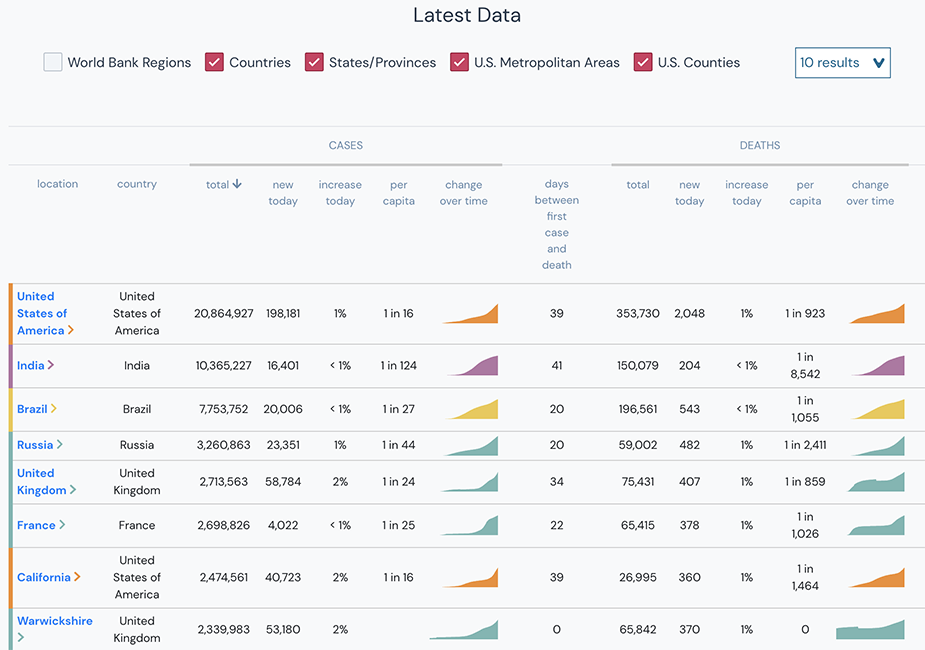 Latest Data
World Bank Regions Countries States/Provinces U.S. Metropolitan Areas U.S. Counties 10 results
CASES DEATHS
location country total new today increase today per capita change over time days between first case and death total new today increase today per capita change over time
United States of America United States of America 20,864,927 198,181 1% 1 in 16 39 353,730 2,048 1% 1 in 923
India India 10,365,227 16,401 < 1% 1 in 124 41 150,079 204 < 1% 1 in 8,542
Brazil Brazil 7,753,752 20,006 < 1% 1 in 27 20 196,561 543 < 1% 1 in 1,055
Russia Russia 3,260,863 23,351 1% 1 in 44 20 59,002 482 1% 1 in 2,411
United Kingdom United Kingdom 2,713,563 58,784 2% 1 in 24 34 75,431 407 1% 1 in 859
France France 2,698,826 4,022 < 1% 1 in 25 22 65,415 378 1% 1 in 1,026
California United States of America 2,474,561 40,723 2% 1 in 16 39 26,995 360 1% 1 in 1,464
Warwickshire United Kingdom 2,339,983 53,180 2% 0 65,842 370 1% 0